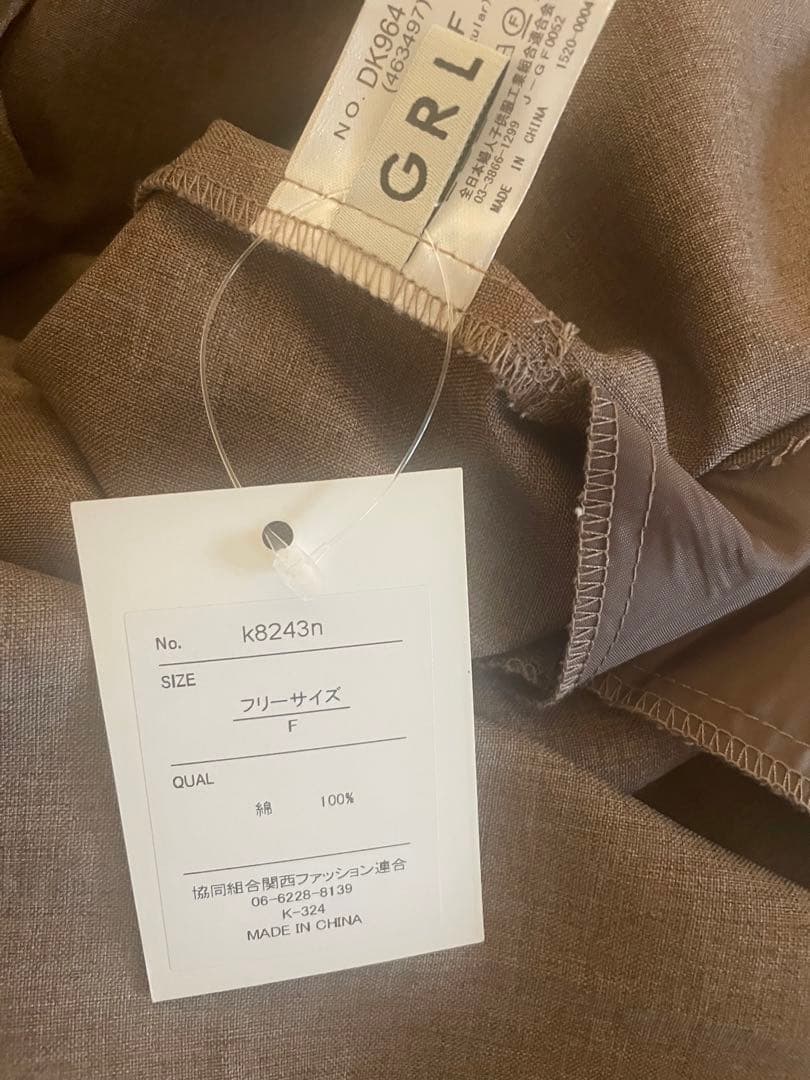 NO. DK964
(463497)
F
GRL
全日本婦人子供服工業組合連合会
03-3866-1299 J-GF0052
MADE IN CHINA 1520-0004
No. k8243n
SIZE
フリーサイズ
F
QUAL
綿 100%
協同組合関西ファッション連合
06-6228-8139
K-324
MADE IN CHINA